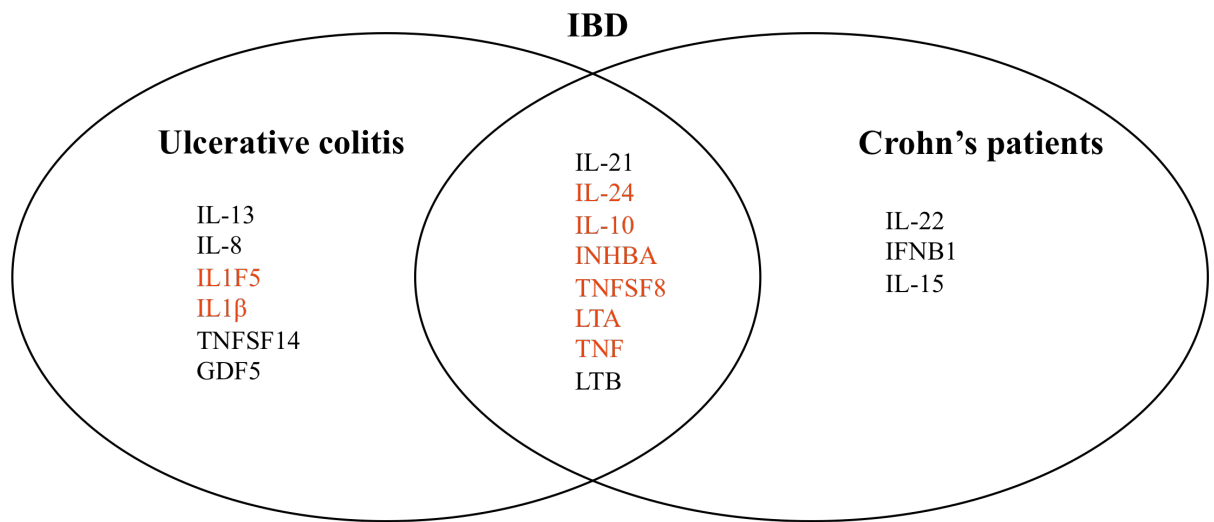 IBD
Ulcerative colitis
IL-13
IL-8
IL1F5
IL1β
TNFSF14
GDF5
IL-21
IL-24
IL-10
INHBA
TNFSF8
LTA
TNF
LTB
Crohn’s patients
IL-22
IFNB1
IL-15